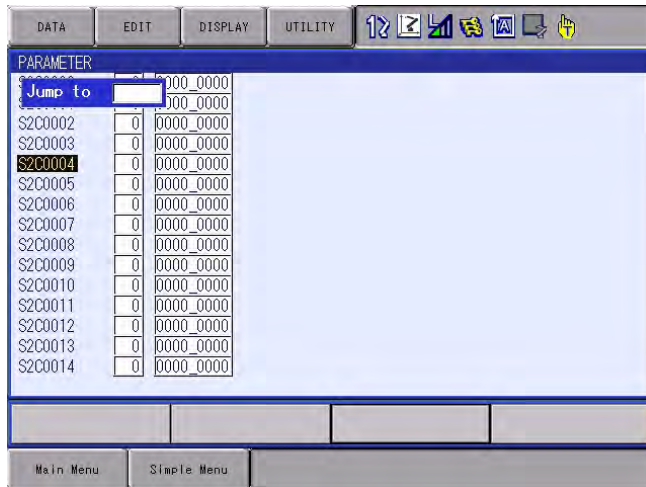 DATA EDIT DISPLAY UTILITY
PARAMETER
0000_0000
Jump to
0000_0000
S2C0002 0 0000_0000
S2C0003 0 0000_0000
S2C0004 0 0000_0000
S2C0005 0 0000_0000
S2C0006 0 0000_0000
S2C0007 0 0000_0000
S2C0008 0 0000_0000
S2C0009 0 0000_0000
S2C0010 0 0000_0000
S2C0011 0 0000_0000
S2C0012 0 0000_0000
S2C0013 0 0000_0000
S2C0014 0 0000_0000
Main Menu Simple Menu